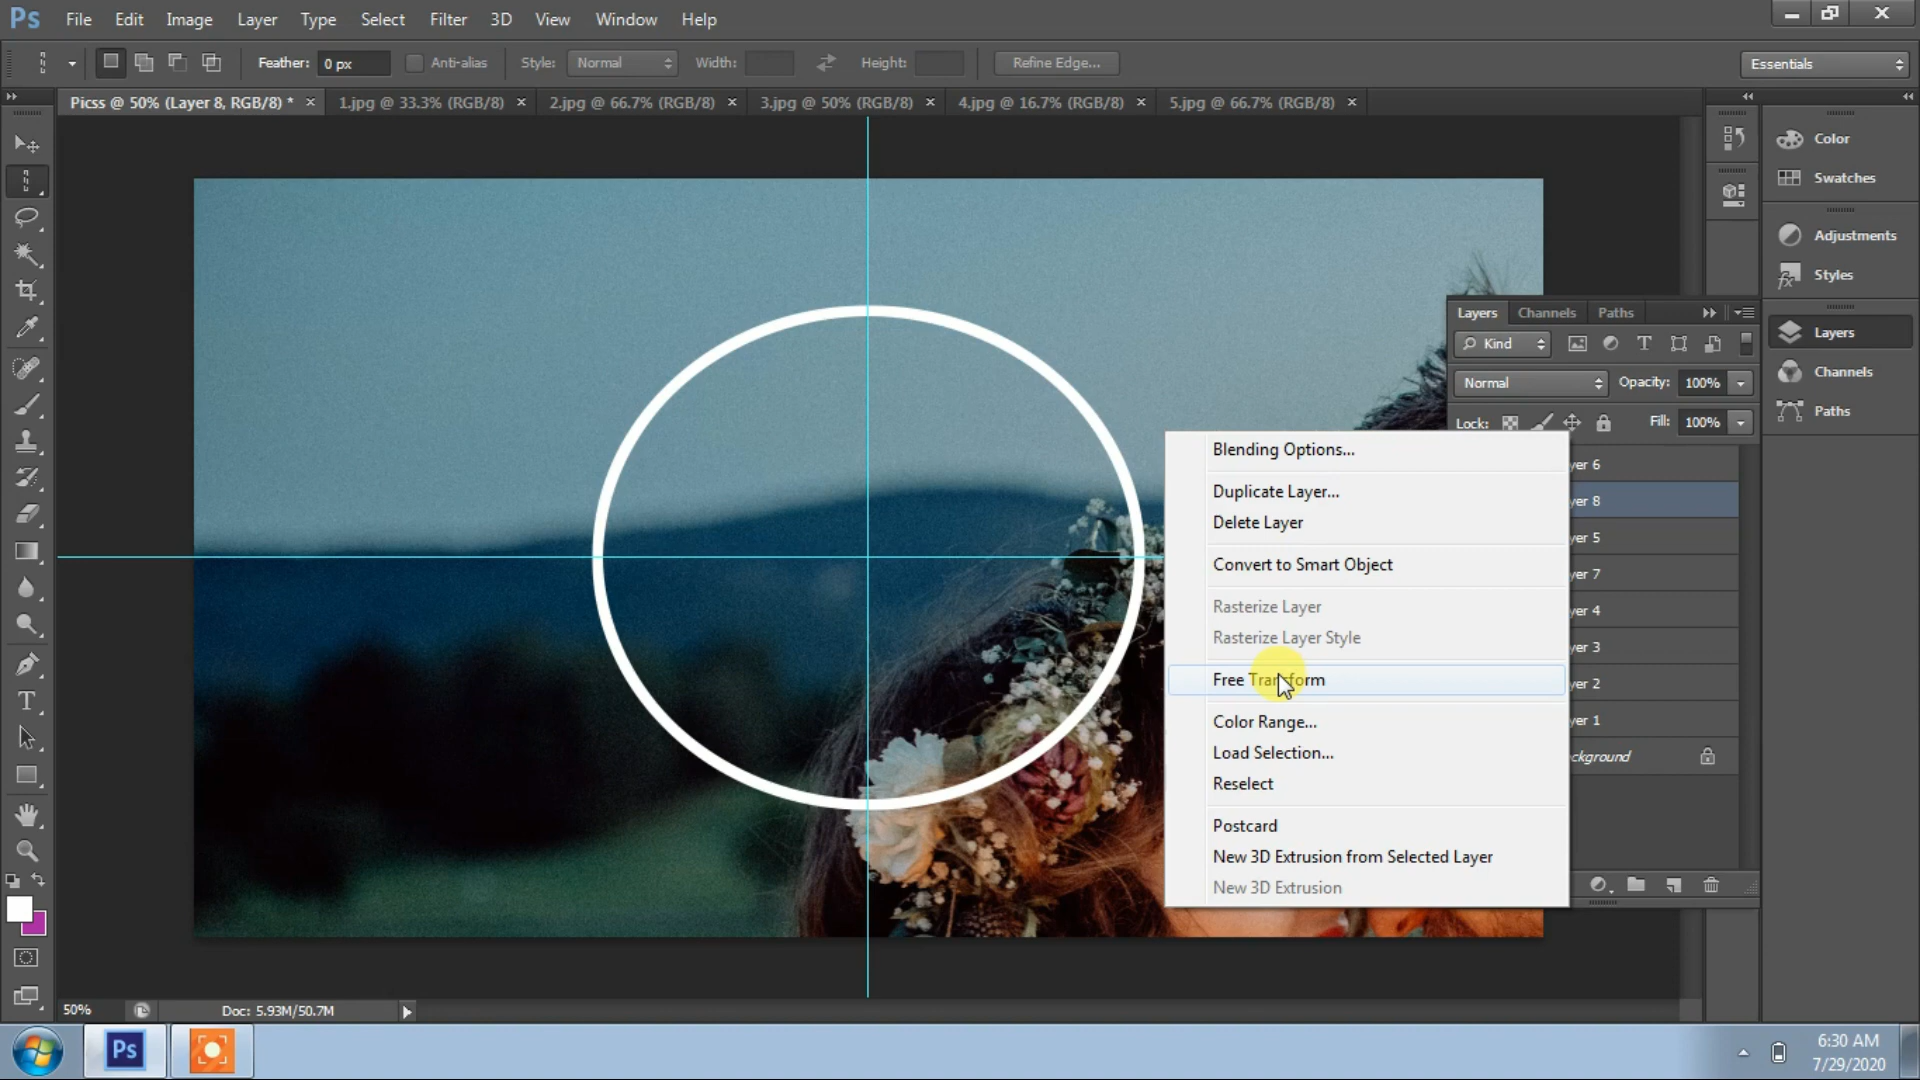 Ps File Edit Image Layer Type Select Filter 3D View Window Help
Feather: 0 px Anti-alias Style: Normal Width: Height: Refine Edge... Essentials
Picss @ 50% (Layer 8, RGB/8) * 1.jpg @ 33.3% (RGB/8) 2.jpg @ 66.7% (RGB/8) 3.jpg @ 50% (RGB/8) 4.jpg @ 16.7% (RGB/8) 5.jpg @ 66.7% (RGB/8)
Color
Swatches
Adjustments
Styles
Layers
Channels
Paths
Layers Channels Paths
Kind
Normal Opacity: 100%
Lock: Fill: 100%
yer 6
yer 8
yer 5
yer 7
yer 4
yer 3
yer 2
yer 1
ckground
Blending Options...
Duplicate Layer...
Delete Layer
Convert to Smart Object
Rasterize Layer
Rasterize Layer Style
Free Transform
Color Range...
Load Selection...
Reselect
Postcard
New 3D Extrusion from Selected Layer
New 3D Extrusion
50% Doc: 5.93M/50.7M
Ps
6:30 AM
7/29/2020